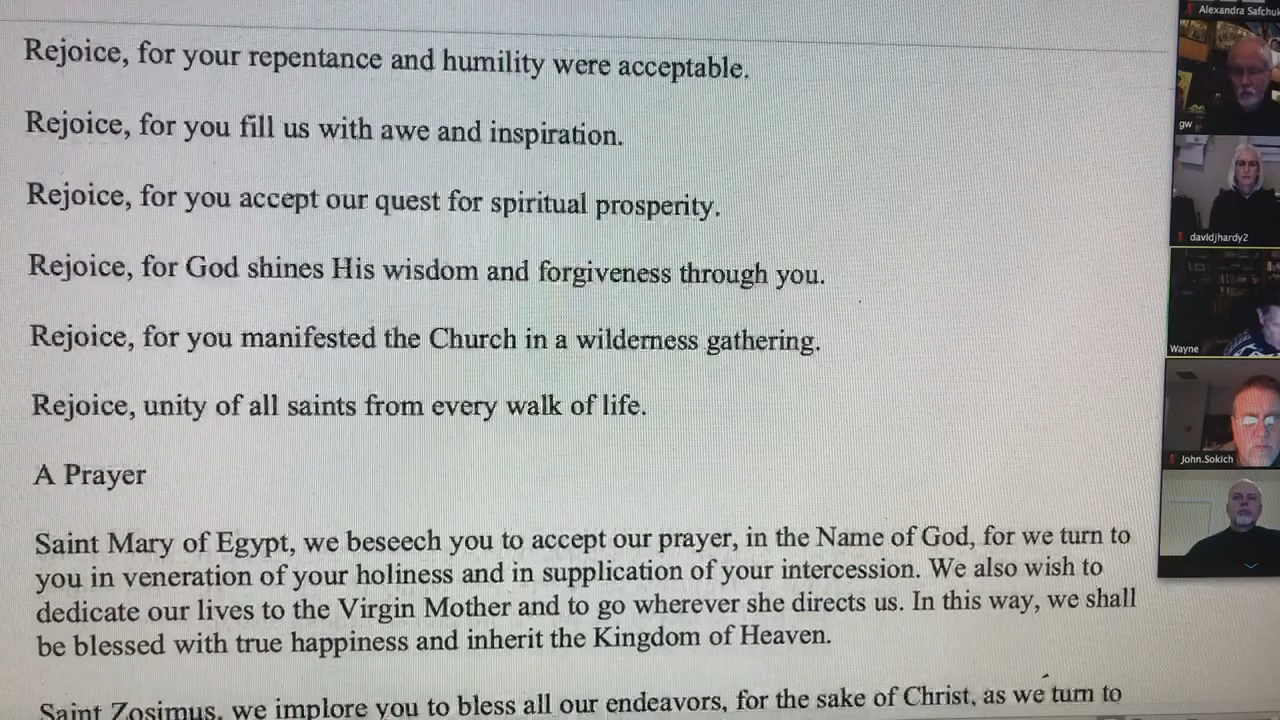 Rejoice, for your repentance and humility were acceptable.
Rejoice, for you fill us with awe and inspiration.
Rejoice, for you accept our quest for spiritual prosperity.
Rejoice, for God shines His wisdom and forgiveness through you.
Rejoice, for you manifested the Church in a wilderness gathering.
Rejoice, unity of all saints from every walk of life.
A Prayer
Saint Mary of Egypt, we beseech you to accept our prayer, in the Name of God, for we turn to
you in veneration of your holiness and in supplication of your intercession. We also wish to
dedicate our lives to the Virgin Mother and to go wherever she directs us. In this way, we shall
be blessed with true happiness and inherit the Kingdom of Heaven.
Saint Zosimus, we implore you to bless all our endeavors, for the sake of Christ, as we turn to
Alexandra Safchuk
gw
davidjhardy2
Wayne
John.Sokich